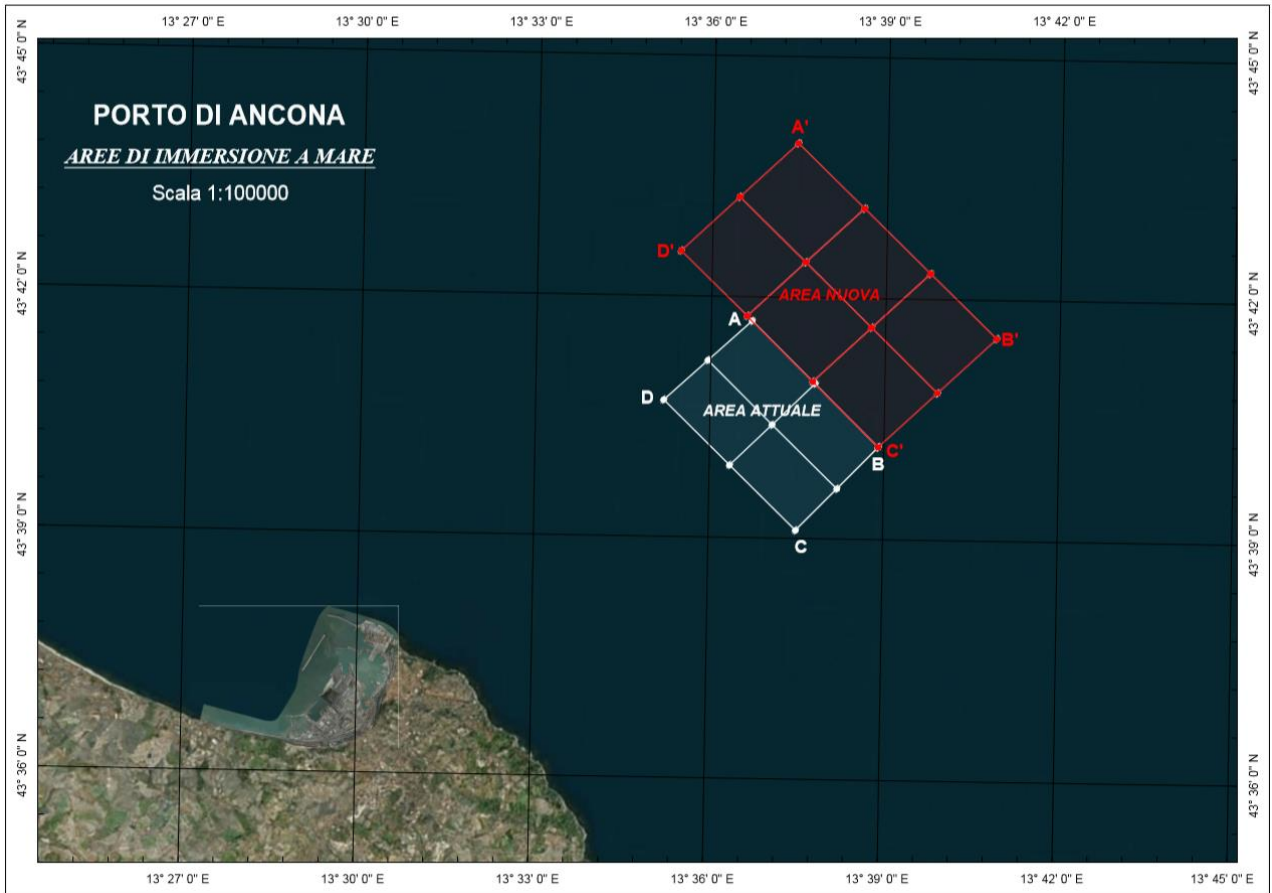 13° 27' 0" E
13° 30' 0" E
13° 33' 0" E
13° 36' 0" E
13° 39' 0" E
13° 42' 0" E
43° 45' 0" N
43° 45' 0" N
PORTO DI ANCONA
AREE DI IMMERSIONE A MARE
Scala 1:100000
A'
D'
AREA NUOVA
43° 42' 0" N
43° 42' 0" N
A
B'
D
AREA ATTUALE
C'
B
C
43° 39' 0" N
43° 39' 0" N
43° 36' 0" N
43° 36' 0" N
13° 27' 0" E
13° 30' 0" E
13° 33' 0" E
13° 36' 0" E
13° 39' 0" E
13° 42' 0" E
13° 45' 0" E